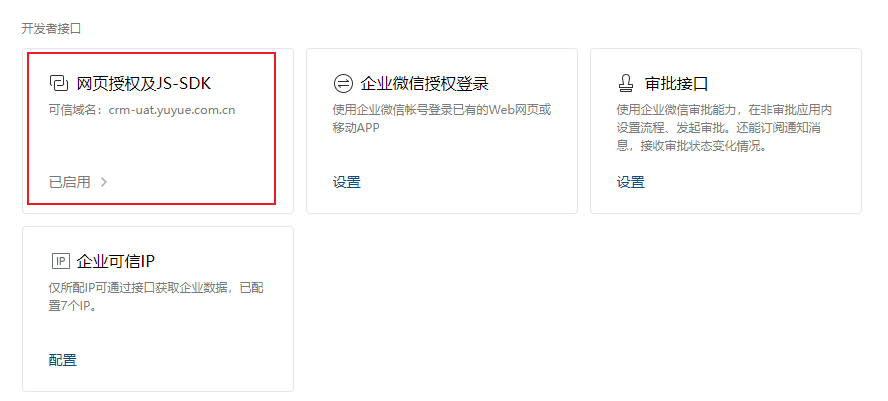 开发者接口
网页授权及JS-SDK
可信域名：crm-uat.yuyue.com.cn
已启用
企业微信授权登录
使用企业微信帐号登录已有的Web网页或
移动APP
设置
审批接口
使用企业微信审批能力，在非审批应用内
设置流程、发起审批。还能订阅通知消
息，接收审批状态变化情况。
设置
IP 企业可信IP
仅所配IP可通过接口获取企业数据，已配
置7个IP。
配置